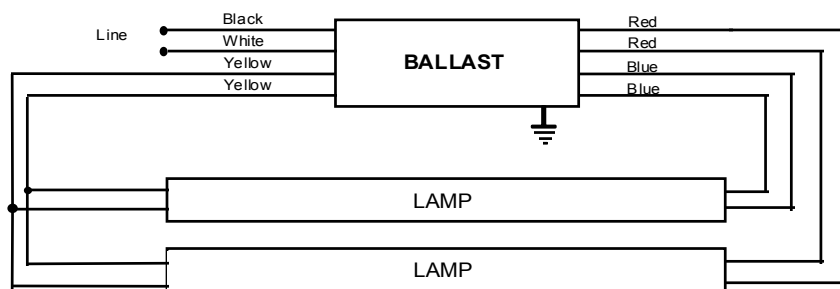 Line
Black
White
Yellow
Yellow
BALLAST
Red
Red
Blue
Blue
LAMP
LAMP